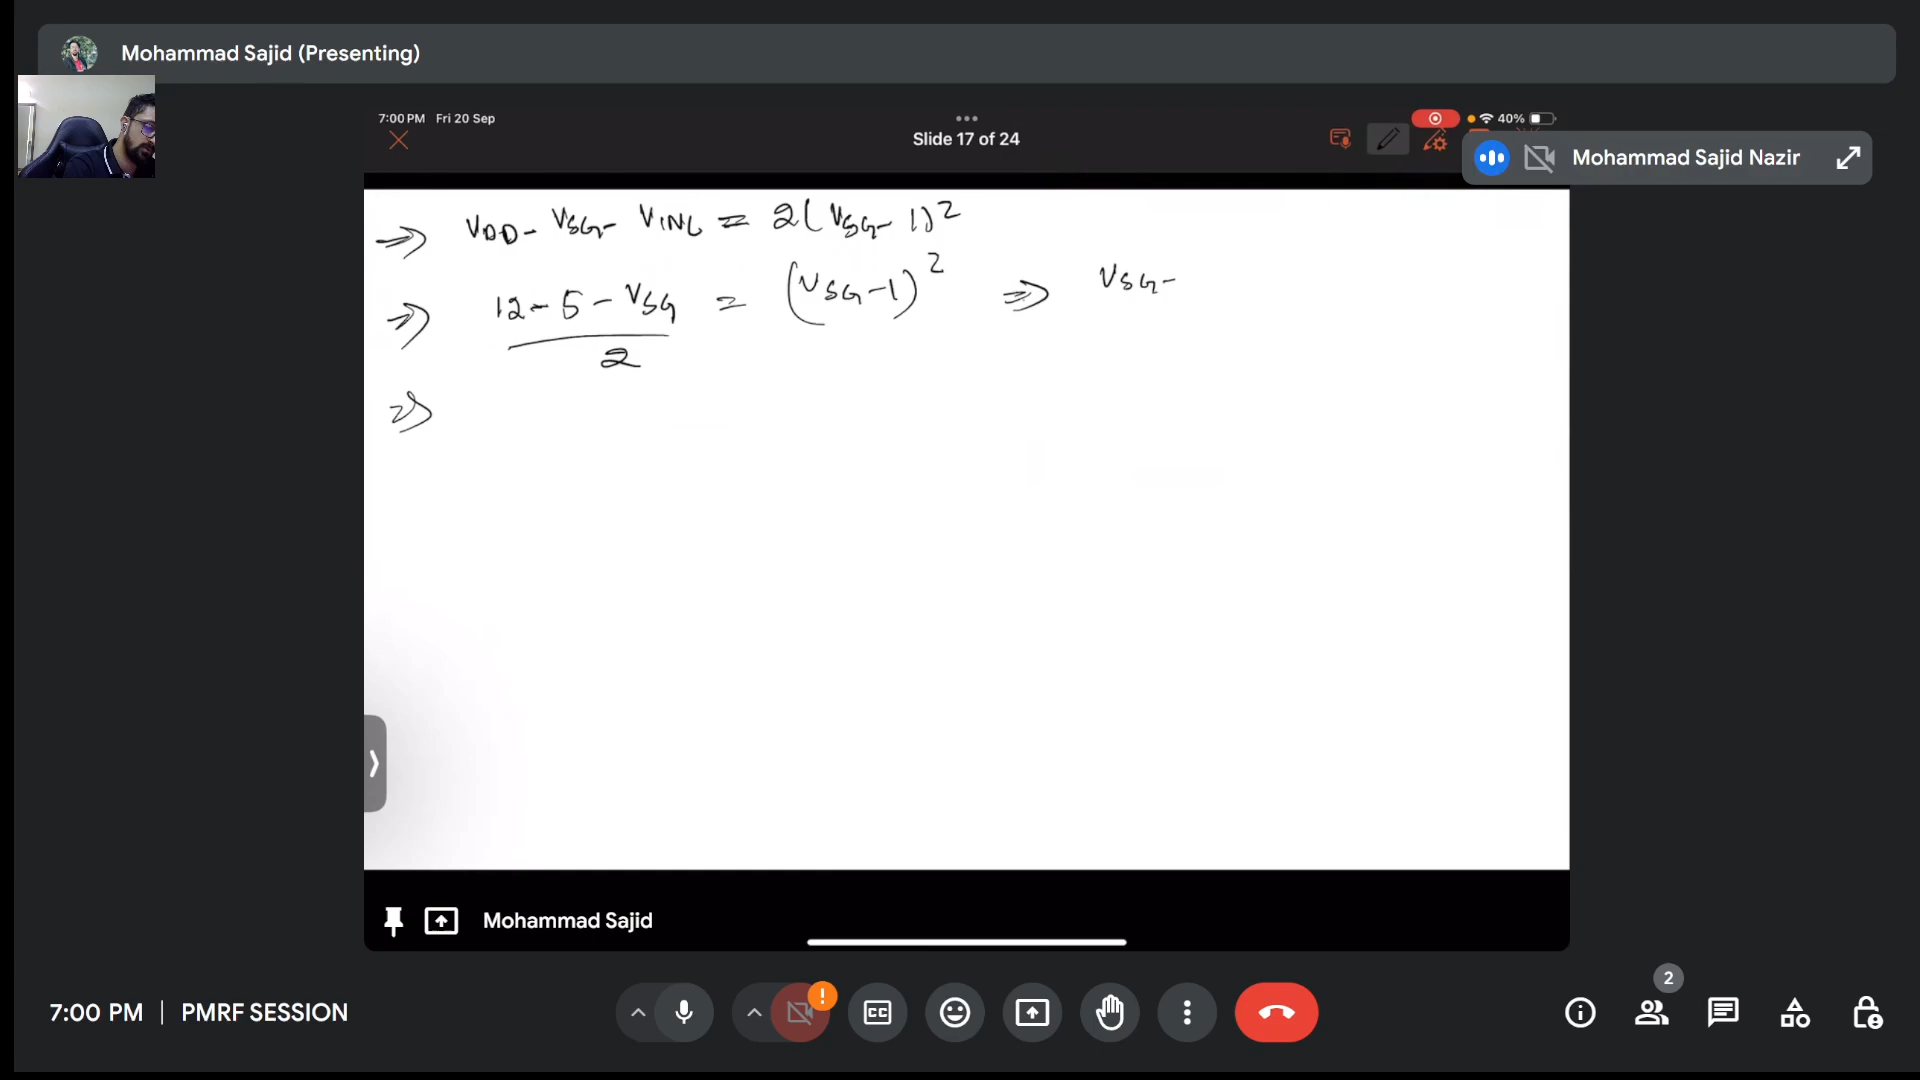 Mohammad Sajid (Presenting)
7:00 PM Fri 20 Sep
40%
Slide 17 of 24
Mohammad Sajid Nazir
⇒ VDD - VSG - VING = 2(VSG - 1)²
⇒ 12 - 5 - VSG = (VSG - 1)² ⇒ VSG -
2
⇒
Mohammad Sajid
2
7:00 PM | PMRF SESSION
CC